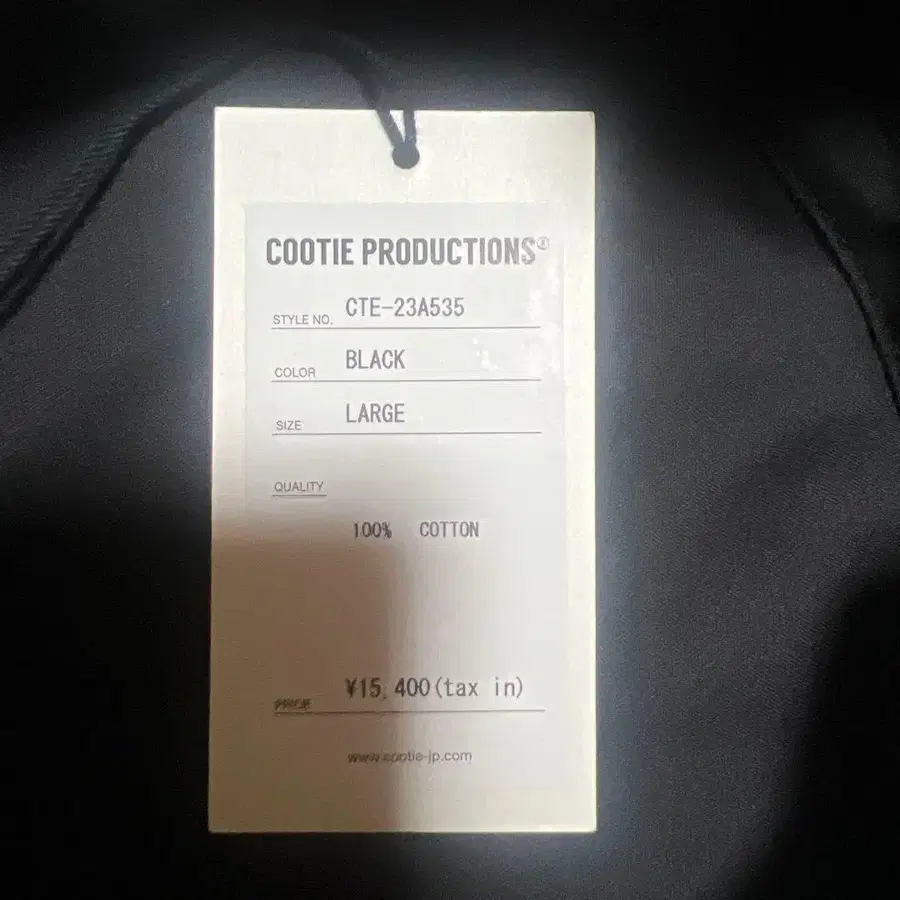 COOTIE PRODUCTIONS®
STYLE NO. CTE-23A535
COLOR BLACK
SIZE LARGE
QUALITY
100% COTTON
PRICE ¥15,400(tax in)
www.cootie-jp.com